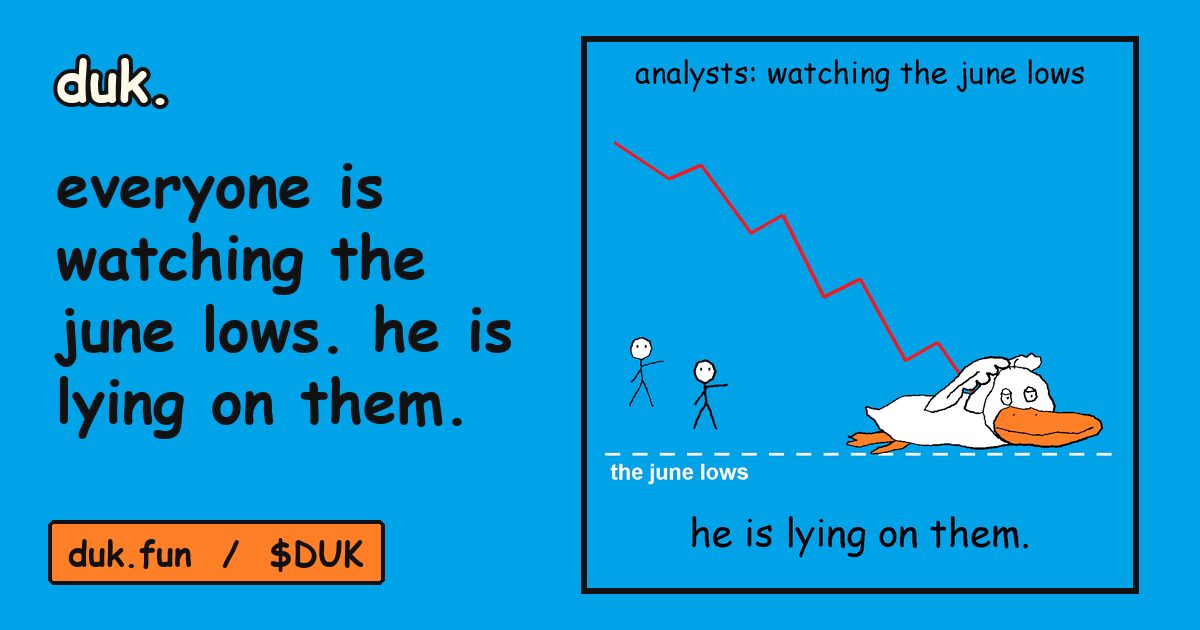 duk.
everyone is
watching the
june lows. he is
lying on them.
duk.fun / $DUK
analysts: watching the june lows
the june lows
he is lying on them.